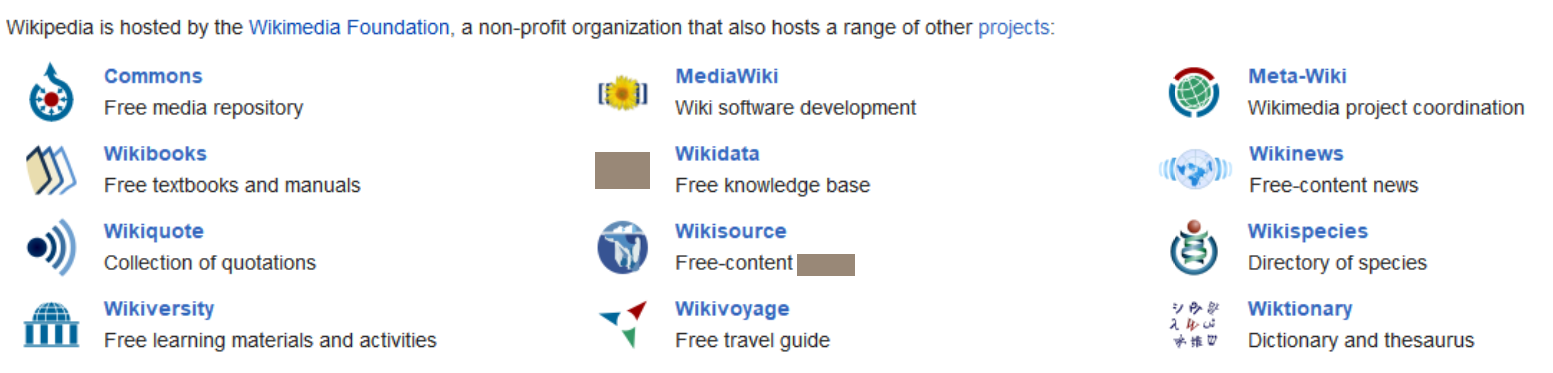 Wikipedia is hosted by the Wikimedia Foundation, a non-profit organization that also hosts a range of other projects:
Commons
Free media repository
MediaWiki
Wiki software development
Meta-Wiki
Wikimedia project coordination
Wikibooks
Free textbooks and manuals
Wikidata
Free knowledge base
Wikinews
Free-content news
Wikiquote
Collection of quotations
Wikisource
Free-content
Wikispecies
Directory of species
Wikiversity
Free learning materials and activities
Wikivoyage
Free travel guide
Wiktionary
Dictionary and thesaurus